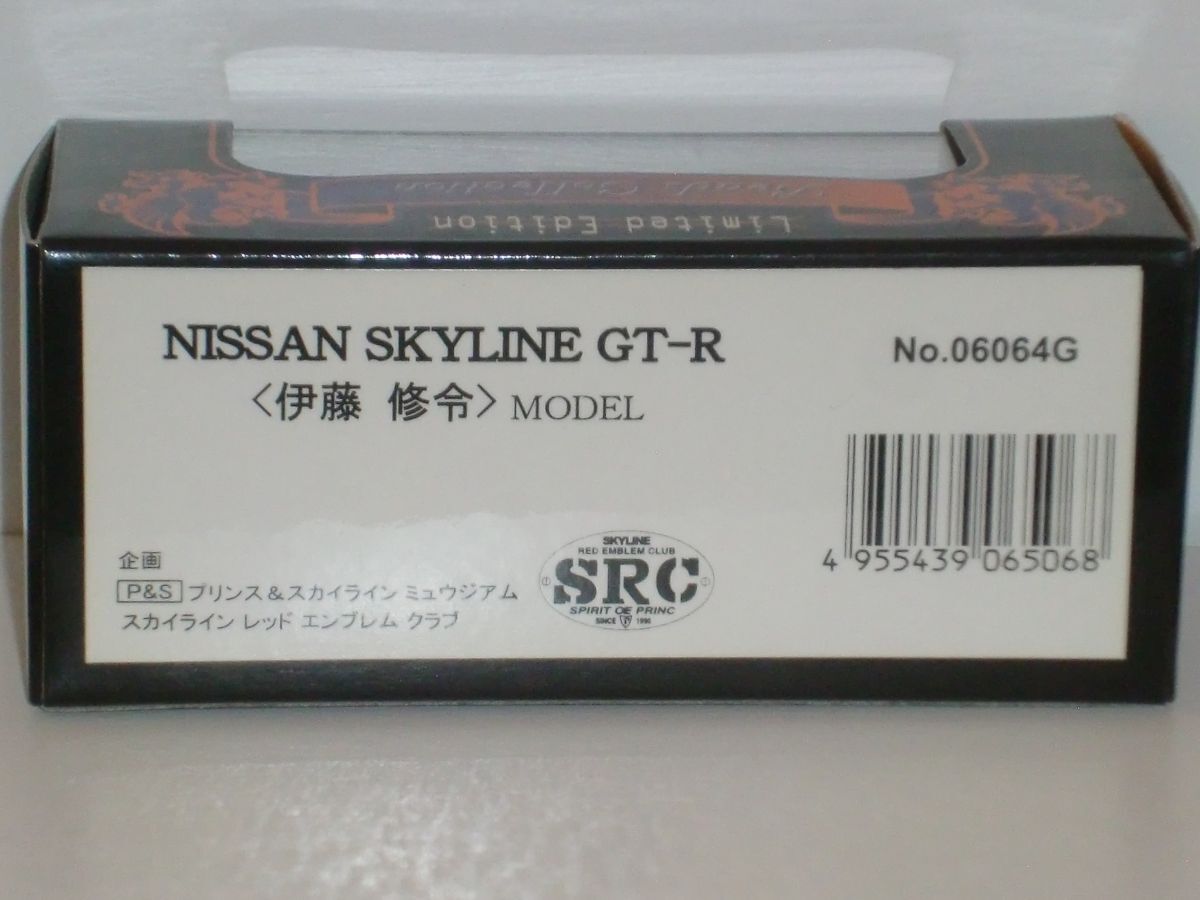 Limited Edition
Collection
NISSAN SKYLINE GT-R
No.06064G
〈伊藤 修令〉 MODEL
4 955439 065068
企画
P&S プリンス&スカイライン ミュウジアム
スカイライン レッド エンブレム クラブ
SKYLINE
RED EMBLEM CLUB
SRC
SPIRIT OF PRINC
SINCE 1990